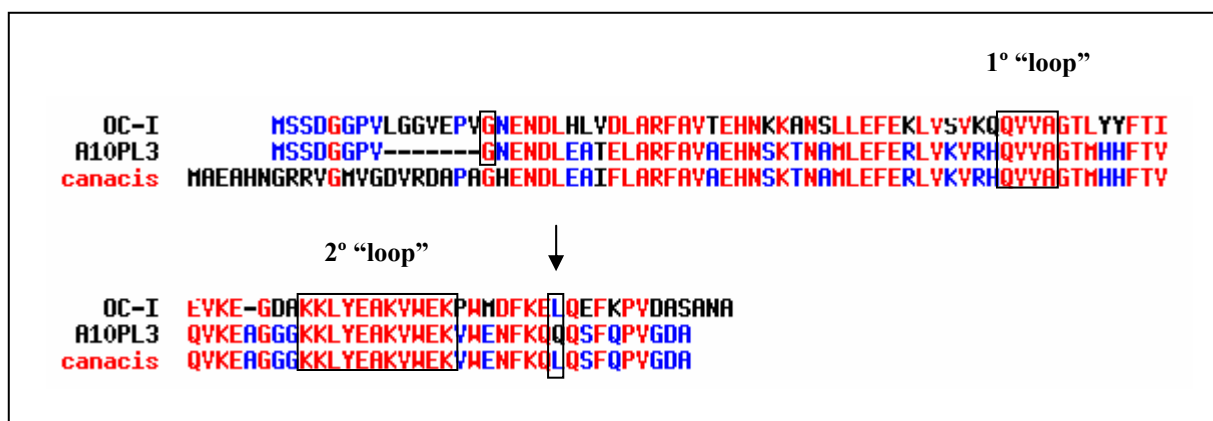 1º “loop”
OC-I MSSDGGPVLGGVEPVGNENDLHLVDLARFAVTEHNKKANSLLEFEKLVSVKQQVVAGTLYYFTI
A10PL3 MSSDGGPV-------GNENDLEATELARFAVAEHNSKTNAMLEFERLVKVRHQVVAGTMHHFTV
canacis MAEAHNGRRVGMVGDVRDAPAGHENDLEAIFLARFAVAEHNSKTNAMLEFERLVKVRHQVVAGTMHHFTV
2º “loop”
OC-I EVKE-GDAKKLYEAKVWEKPWMDFKELQEFKPVDASANA
A10PL3 QVKEAGGGKKLYEAKVWEKVWENFKQQQSFQPVGDA
canacis QVKEAGGGKKLYEAKVWEKVWENFKQLQSFQPVGDA